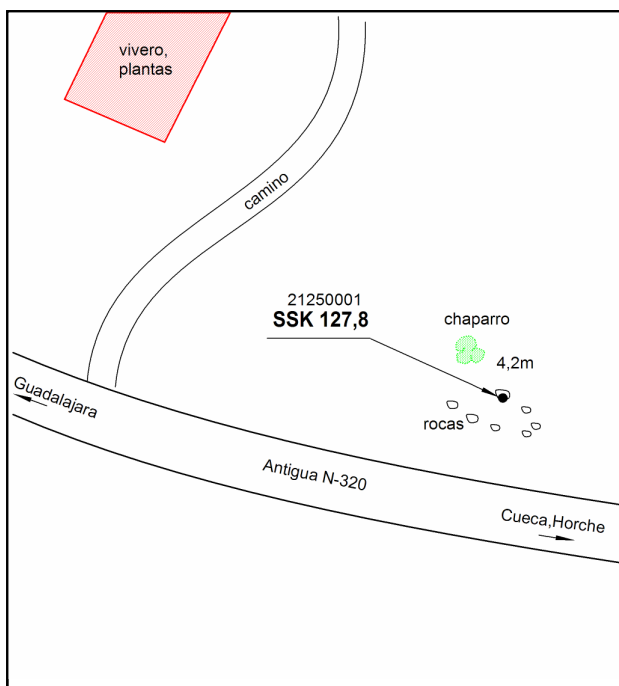 vivero,
plantas
camino
21250001
SSK 127,8
chaparro
4,2m
rocas
Guadalajara
Antigua N-320
Cueca,Horche